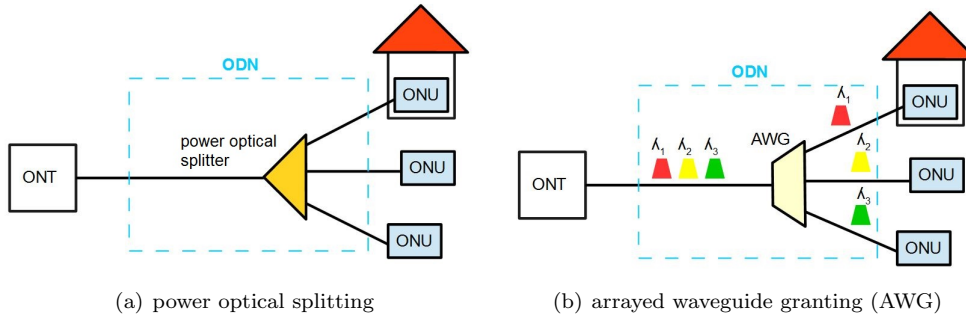 ODN
ONU
power optical
splitter
ONT
ONU
ONU
(a) power optical splitting
ODN
λ1
ONU
AWG
λ1 λ2 λ3
λ2
ONT
ONU
λ3
ONU
(b) arrayed waveguide granting (AWG)